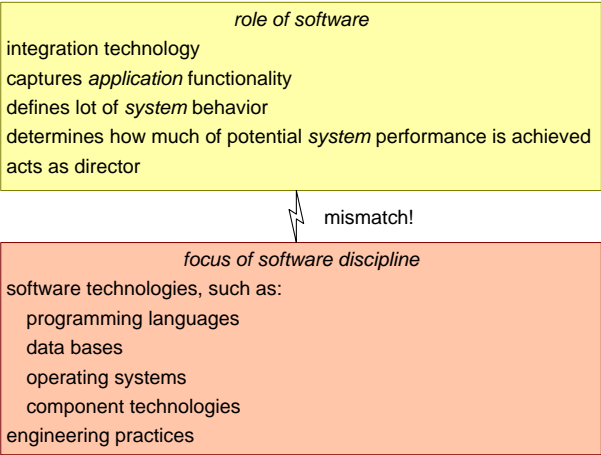 role of software
integration technology
captures application functionality
defines lot of system behavior
determines how much of potential system performance is achieved
acts as director
mismatch!
focus of software discipline
software technologies, such as:
programming languages
data bases
operating systems
component technologies
engineering practices